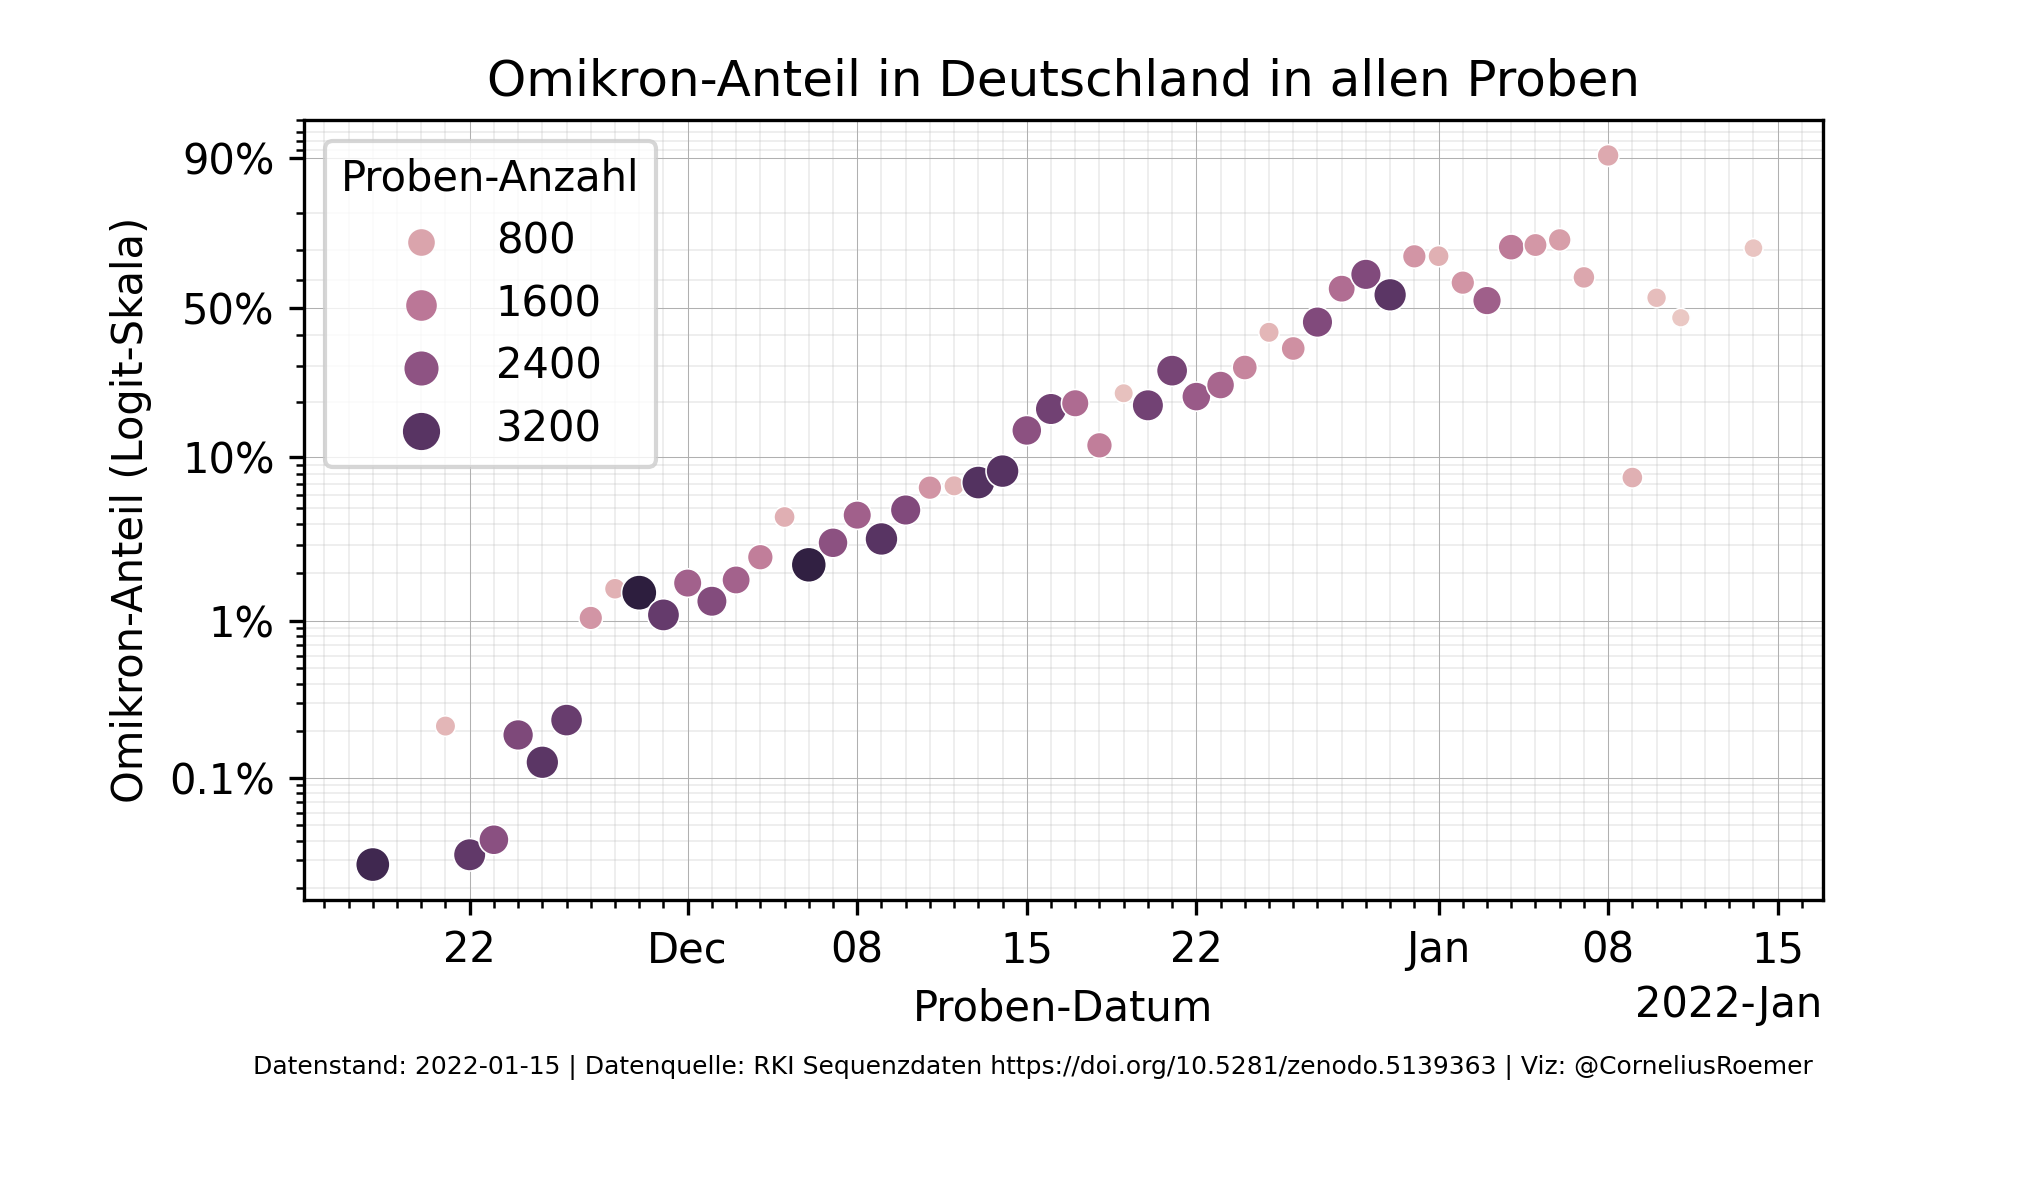 Omikron-Anteil in Deutschland in allen Proben
Omikron-Anteil (Logit-Skala)
90%
50%
10%
1%
0.1%
Proben-Anzahl
800
1600
2400
3200
22 Dec 08 15 22 Jan 08 15
Proben-Datum
2022-Jan
Datenstand: 2022-01-15 | Datenquelle: RKI Sequenzdaten https://doi.org/10.5281/zenodo.5139363 | Viz: @CorneliusRoemer